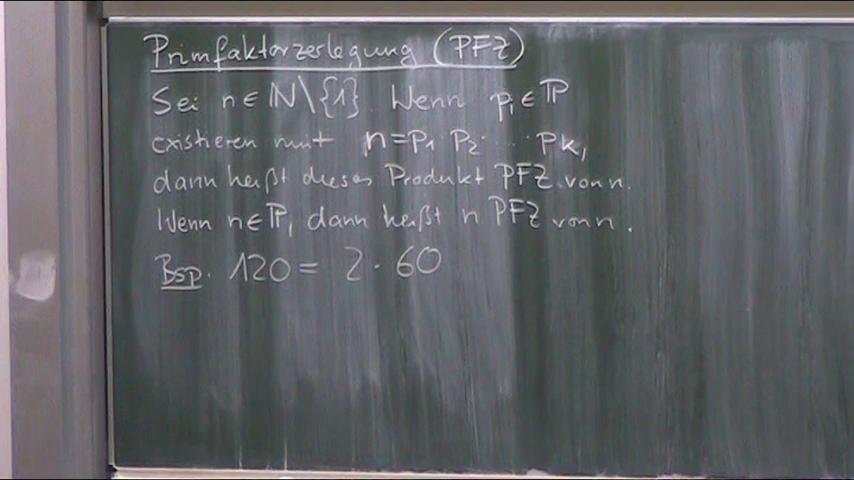 Primfaktorzerlegung (PFZ)
Sei n ∈ ℕ\{1}. Wenn p₁ ∈ ℙ
existieren mit n = p₁ · p₂ · ... · pₖ,
dann heißt dieses Produkt PFZ von n.
Wenn n ∈ ℙ, dann heißt n PFZ von n.
Bsp. 120 = 2 · 60